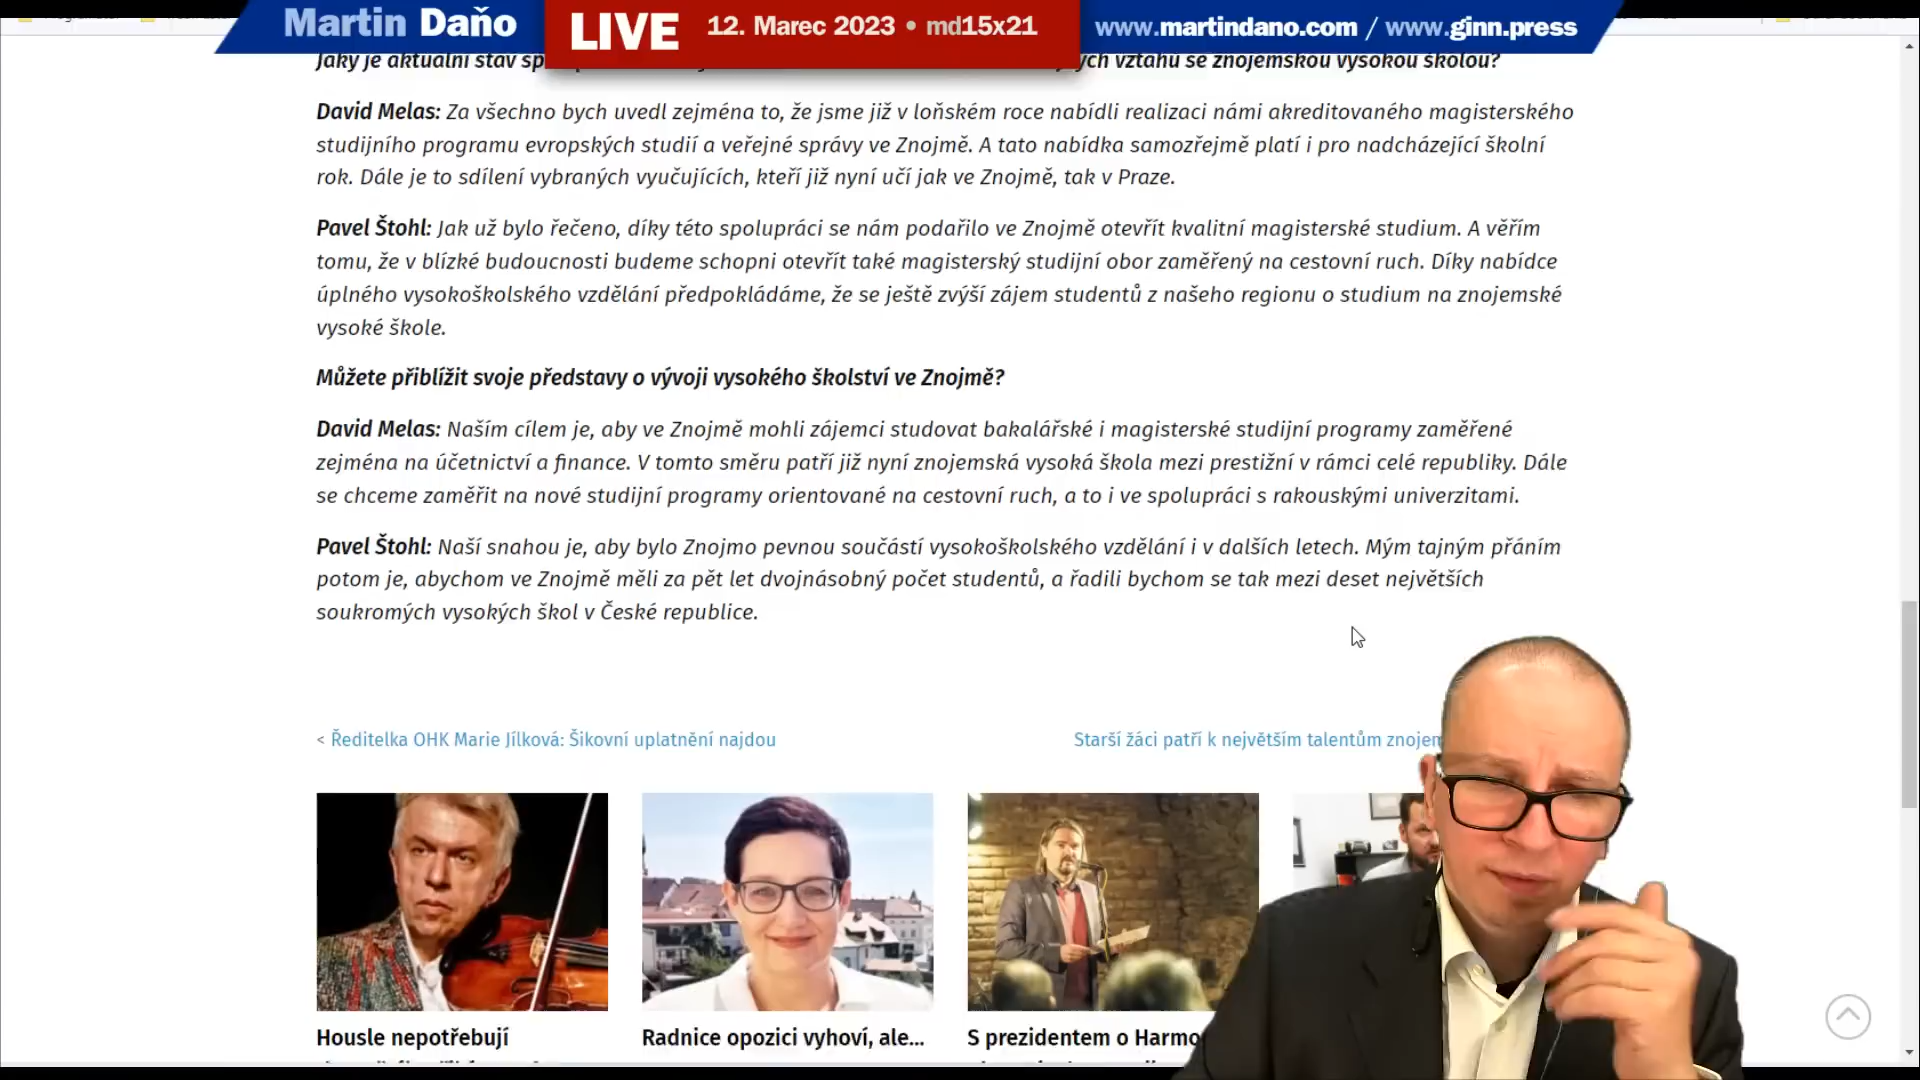 Martin Daňo LIVE 12. Marec 2023 • md15x21 www.martindano.com / www.ginn.press
Jaký je aktuální stav ých vztahů se znojemskou vysokou školou?
David Melas: Za všechno bych uvedl zejména to, že jsme již v loňském roce nabídli realizaci námi akreditovaného magisterského
studijního programu evropských studií a veřejné správy ve Znojmě. A tato nabídka samozřejmě platí i pro nadcházející školní
rok. Dále je to sdílení vybraných vyučujících, kteří již nyní učí jak ve Znojmě, tak v Praze.
Pavel Štohl: Jak už bylo řečeno, díky této spolupráci se nám podařilo ve Znojmě otevřít kvalitní magisterské studium. A věřím
tomu, že v blízké budoucnosti budeme schopni otevřít také magisterský studijní obor zaměřený na cestovní ruch. Díky nabídce
úplného vysokoškolského vzdělání předpokládáme, že se ještě zvýší zájem studentů z našeho regionu o studium na znojemské
vysoké škole.
Můžete přiblížit svoje představy o vývoji vysokého školství ve Znojmě?
David Melas: Naším cílem je, aby ve Znojmě mohli zájemci studovat bakalářské i magisterské studijní programy zaměřené
zejména na účetnictví a finance. V tomto směru patří již nyní znojemská vysoká škola mezi prestižní v rámci celé republiky. Dále
se chceme zaměřit na nové studijní programy orientované na cestovní ruch, a to i ve spolupráci s rakouskými univerzitami.
Pavel Štohl: Naší snahou je, aby bylo Znojmo pevnou součástí vysokoškolského vzdělání i v dalších letech. Mým tajným přáním
potom je, abychom ve Znojmě měli za pět let dvojnásobný počet studentů, a řadili bychom se tak mezi deset největších
soukromých vysokých škol v České republice.
< Ředitelka OHK Marie Jílková: Šikovní uplatnění najdou
Starší žáci patří k největším talentům znojem
Housle nepotřebují
Radnice opozici vyhoví, ale...
S prezidentem o Harmo